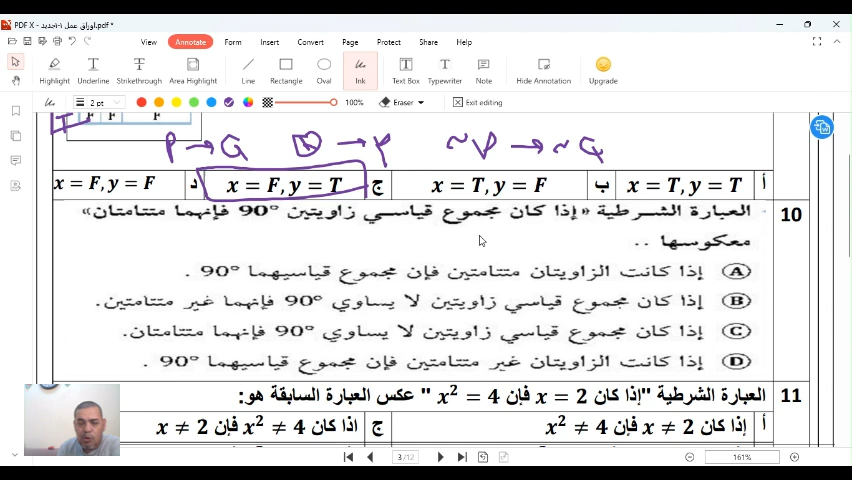 PDF X - اوراق عمل ١-١جديد.pdf *
View Annotate Form Insert Convert Page Protect Share Help
Highlight Underline Strikethrough Area Highlight Line Rectangle Oval Ink Text Box Typewriter Note Hide Annotation Upgrade
2 pt 100% Eraser Exit editing
T F F F
P → Q Q → P ~P → ~Q
أ x = T, y = T ب x = T, y = F ج x = F, y = T د x = F, y = F
10 العبارة الشرطية «إذا كان مجموع قياسي زاويتين 90° فإنهما متتامتان»
معكوسها ..
A إذا كانت الزاويتان متتامتين فإن مجموع قياسيهما 90° .
B إذا كان مجموع قياسي زاويتين لا يساوي 90° فإنهما غير متتامتين.
C إذا كان مجموع قياسي زاويتين لا يساوي 90° فإنهما متتامتان.
D إذا كانت الزاويتان غير متتامتين فإن مجموع قياسيهما 90° .
11 العبارة الشرطية "إذا كان x = 2 فإن x² = 4 " عكس العبارة السابقة هو:
أ إذا كان x ≠ 2 فإن x² ≠ 4 ج اذا كان x² ≠ 4 فإن x ≠ 2
3/12 161%